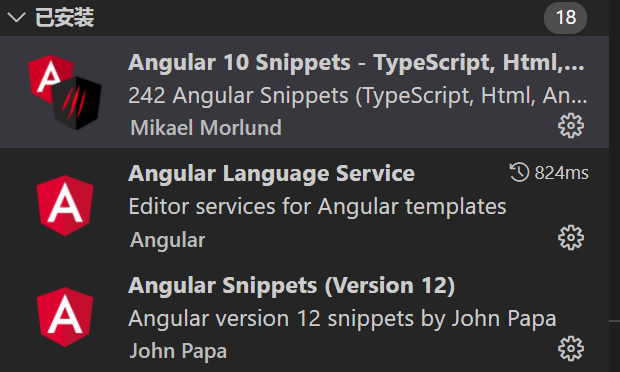 已安装
18
Angular 10 Snippets - TypeScript, Html,...
242 Angular Snippets (TypeScript, Html, An...
Mikael Morlund
Angular Language Service
824ms
Editor services for Angular templates
Angular
Angular Snippets (Version 12)
Angular version 12 snippets by John Papa
John Papa